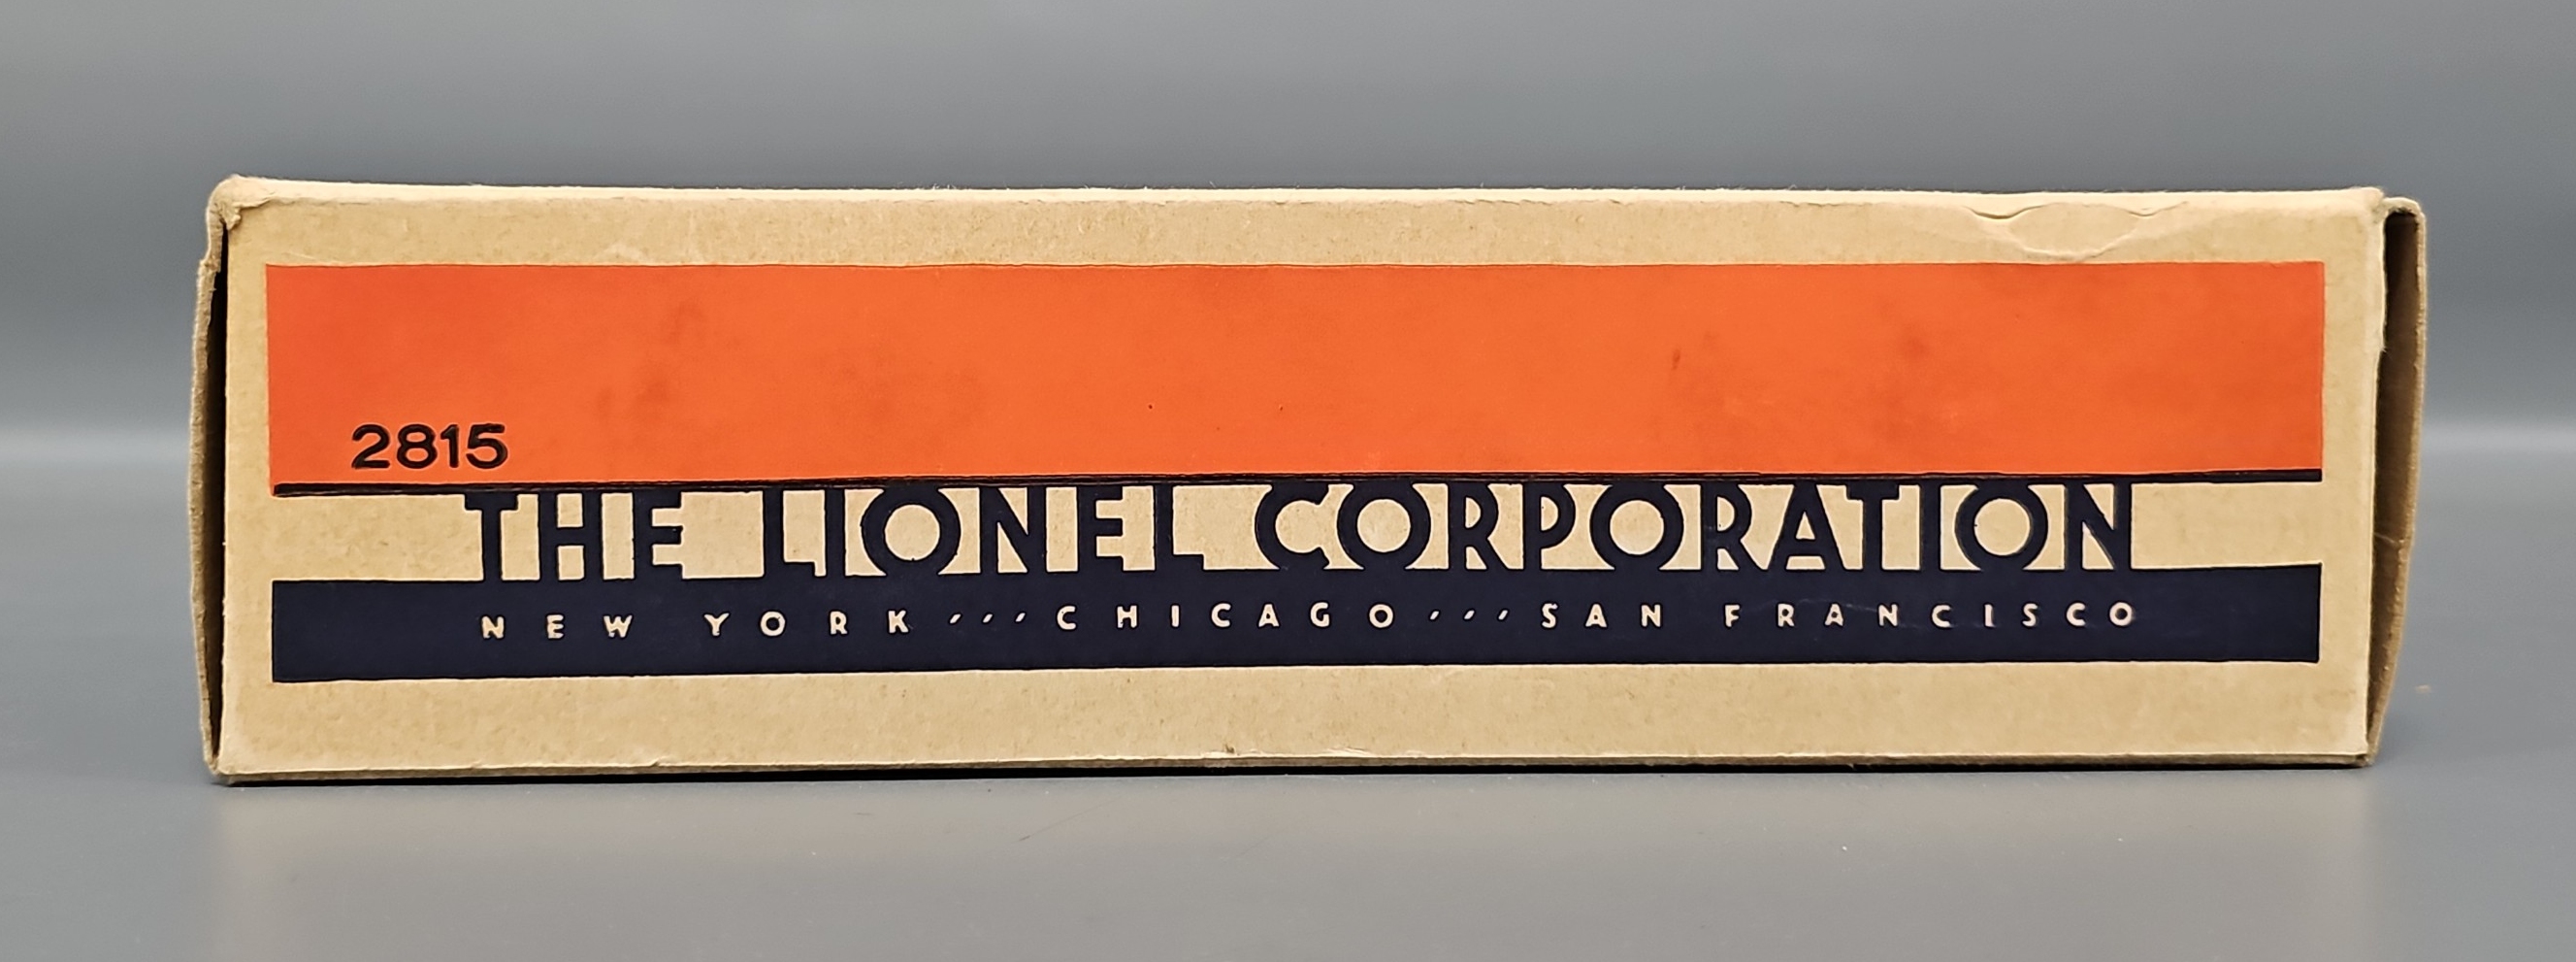 2815
THE LIONEL CORPORATION
NEW YORK ,,, CHICAGO ,,, SAN FRANCISCO